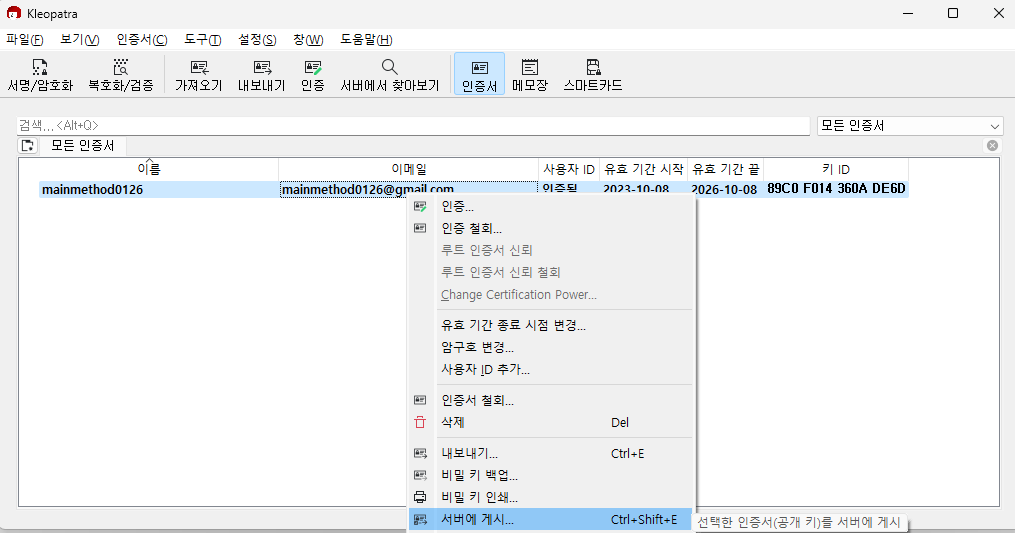 Kleopatra
파일(F) 보기(V) 인증서(C) 도구(T) 설정(S) 창(W) 도움말(H)
서명/암호화 복호화/검증 가져오기 내보내기 인증 서버에서 찾아보기 인증서 메모장 스마트카드
검색...<Alt+Q> 모든 인증서
모든 인증서
이름 이메일 사용자 ID 유효 기간 시작 유효 기간 끝 키 ID
mainmethod0126 mainmethod0126@gmail.com 인증됨 2023-10-08 2026-10-08 89C0 F014 360A DE6D
인증...
인증 철회...
루트 인증서 신뢰
루트 인증서 신뢰 철회
Change Certification Power...
유효 기간 종료 시점 변경...
암구호 변경...
사용자 ID 추가...
인증서 철회...
삭제 Del
내보내기... Ctrl+E
비밀 키 백업...
비밀 키 인쇄...
서버에 게시... Ctrl+Shift+E 선택한 인증서(공개 키)를 서버에 게시